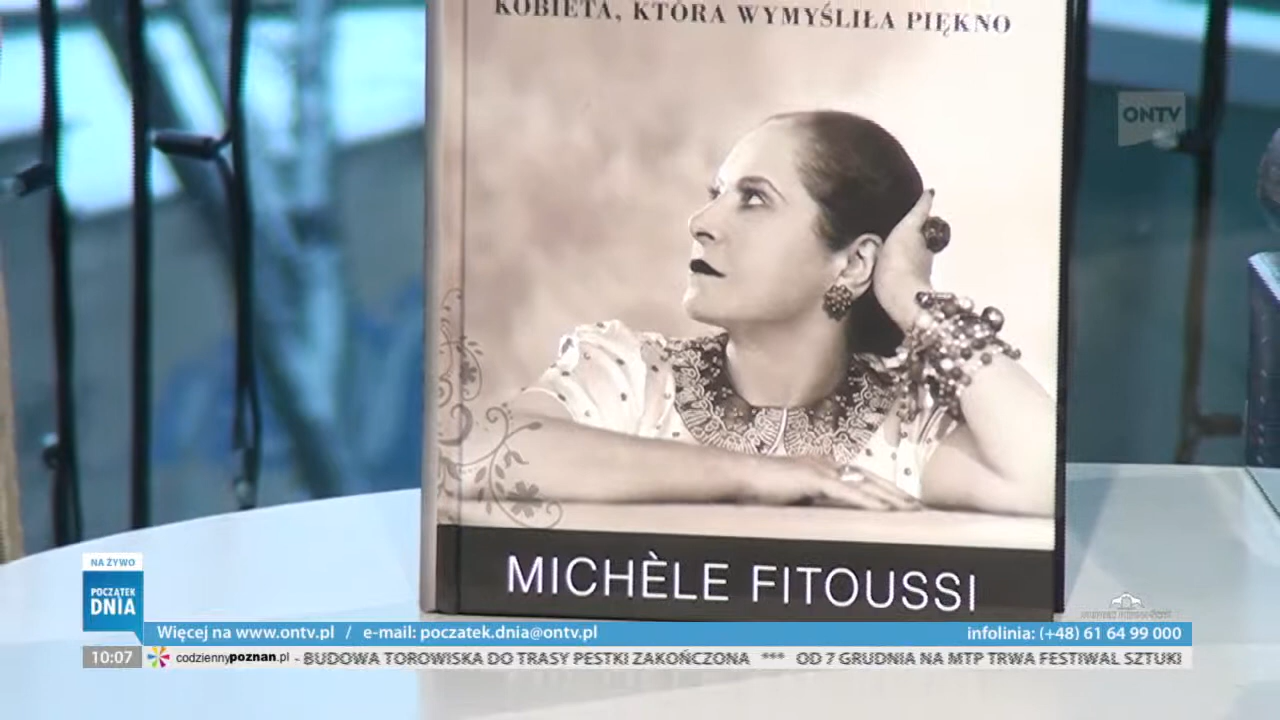 KOBIETA, KTÓRA WYMYŚLIŁA PIĘKNO
ONTV
MICHÈLE FITOUSSI
NA ŻYWO
POCZĄTEK
DNIA
Więcej na www.ontv.pl / e-mail: poczatek.dnia@ontv.pl
infolinia: (+48) 61 64 99 000
10:07
codziennypoznan.pl - BUDOWA TOROWISKA DO TRASY PESTKI ZAKOŃCZONA *** OD 7 GRUDNIA NA MTP TRWA FESTIWAL SZTUKI